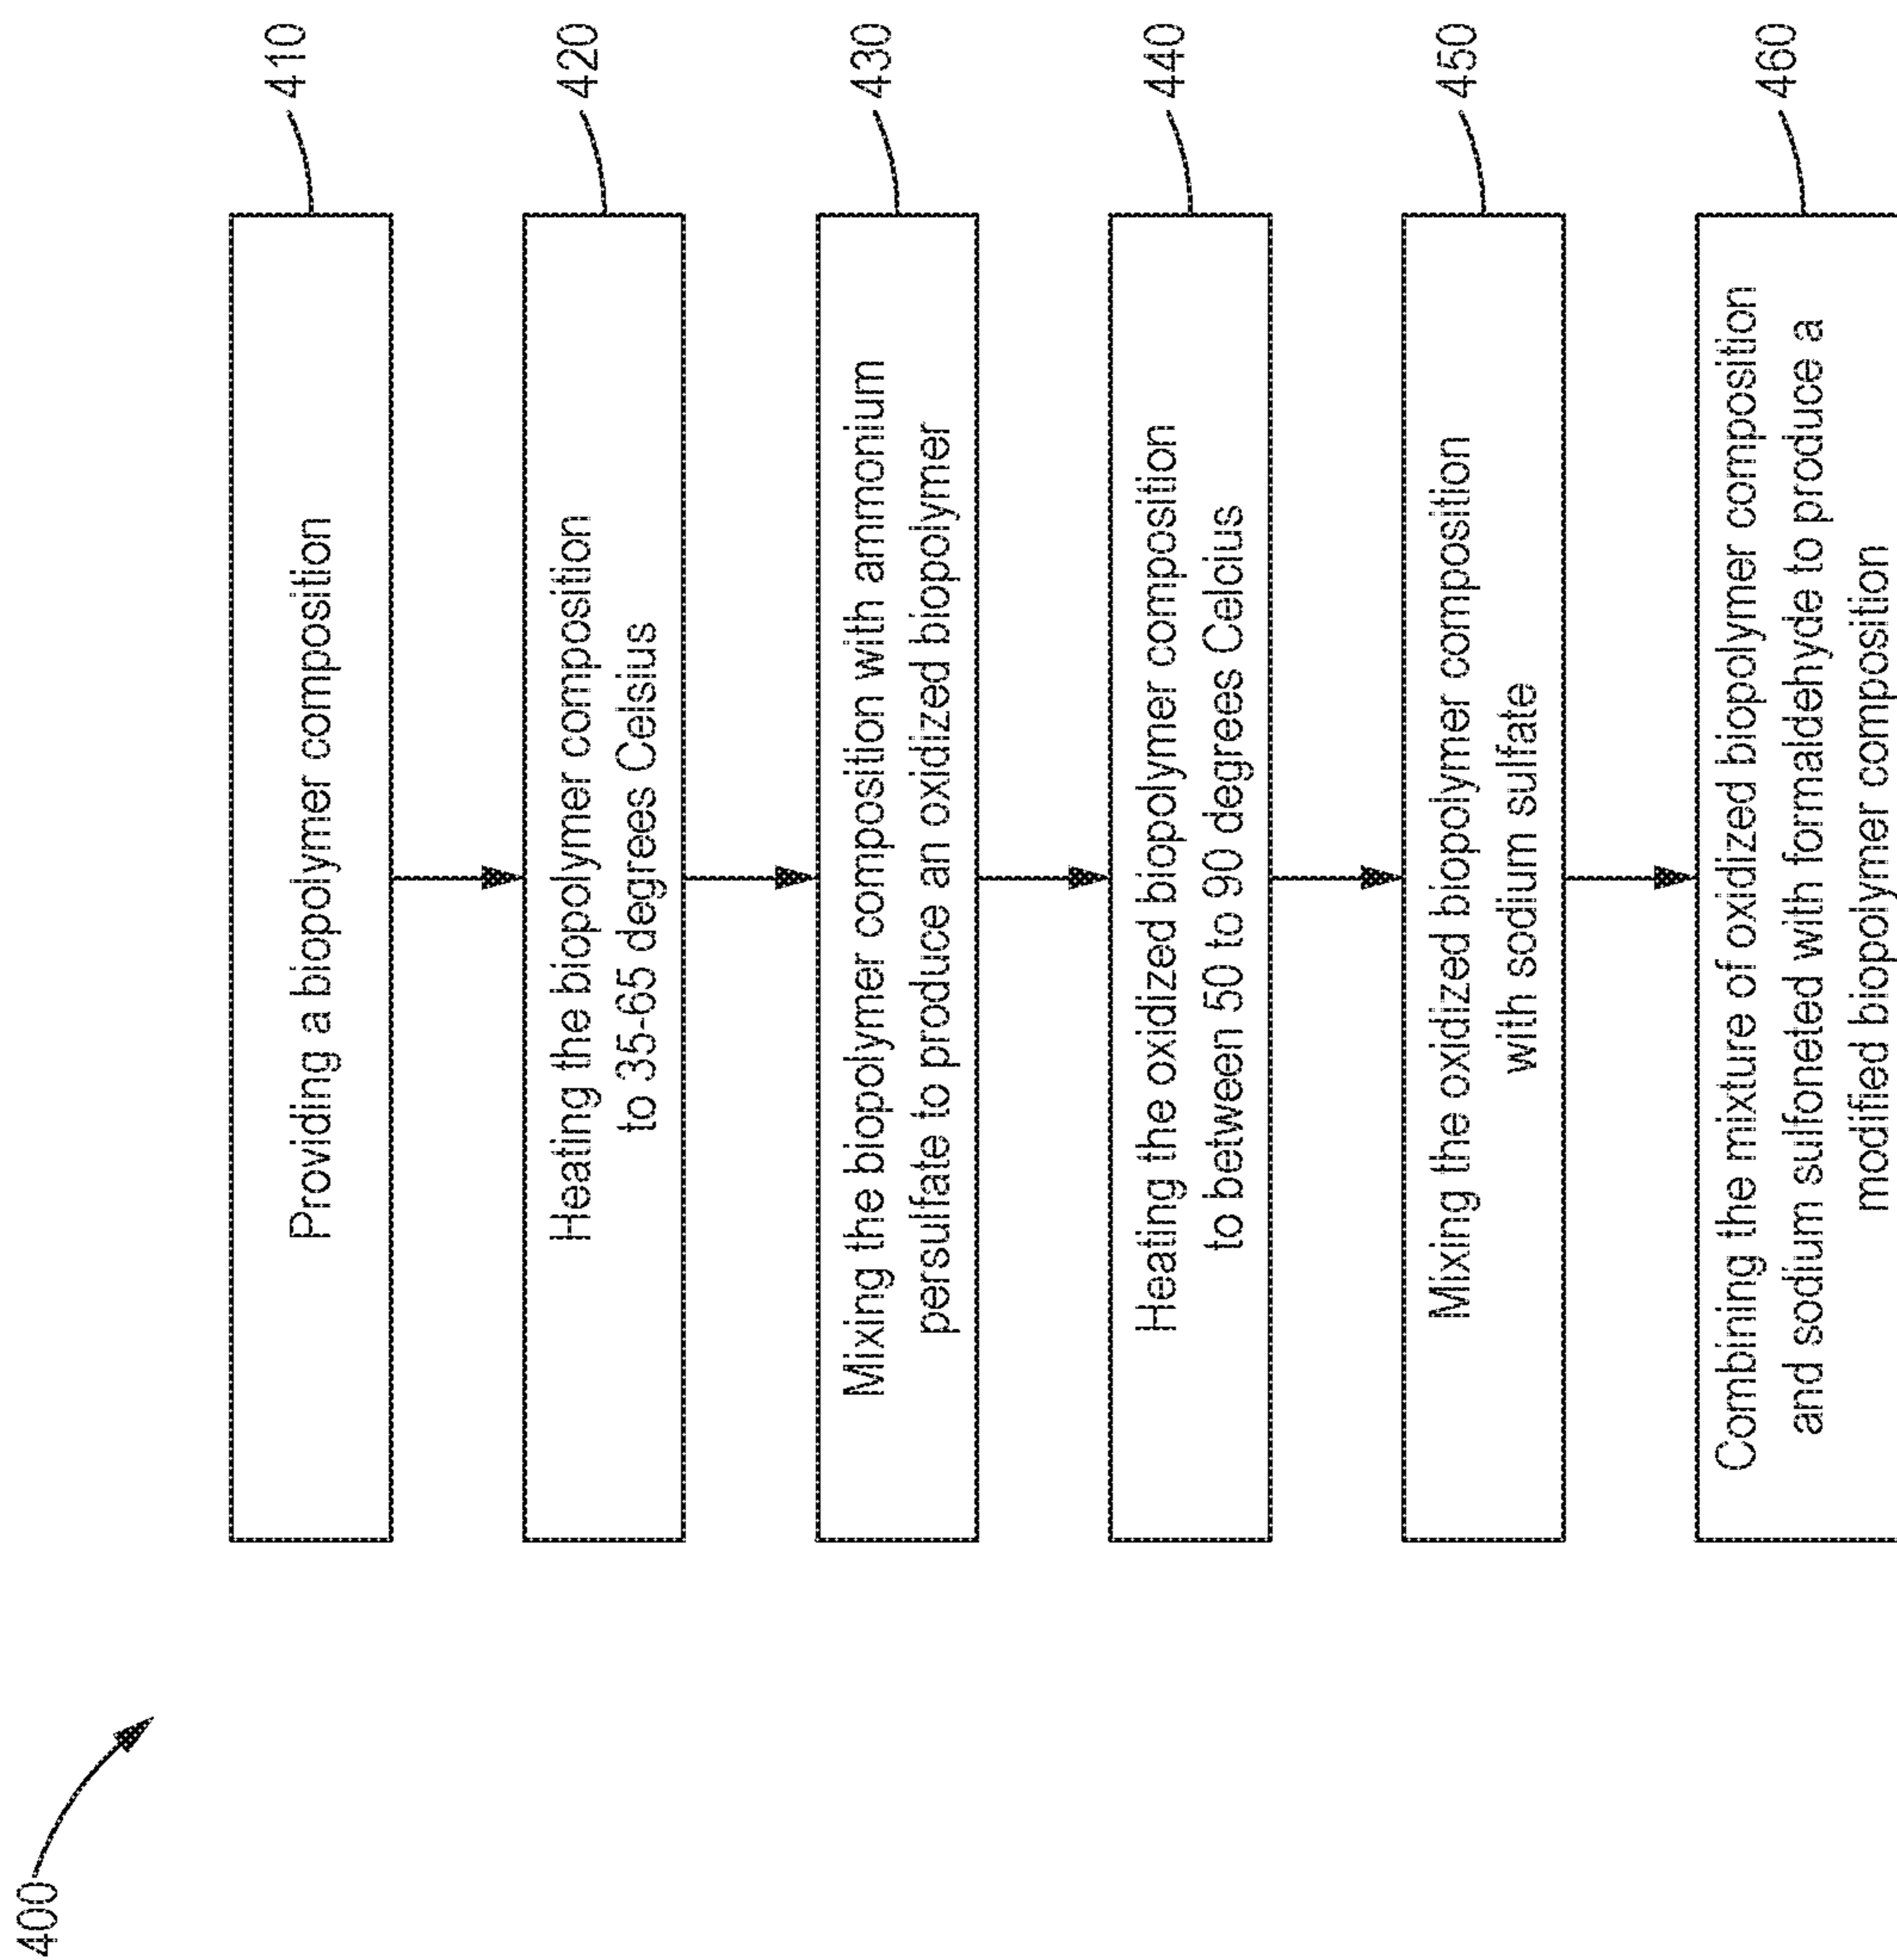 400
Providing a biopolymer composition
410
Heating the biopolymer composition
to 35-65 degrees Celsius
420
Mixing the biopolymer composition with ammonium
persulfate to produce an oxidized biopolymer
430
Heating the oxidized biopolymer composition
to between 50 to 90 degrees Celcius
440
Mixing the oxidized biopolymer composition
with sodium sulfate
450
Combining the mixture of oxidized biopolymer composition
and sodium sulfoneted with formaldehyde to produce a
modified biopolymer composition
460